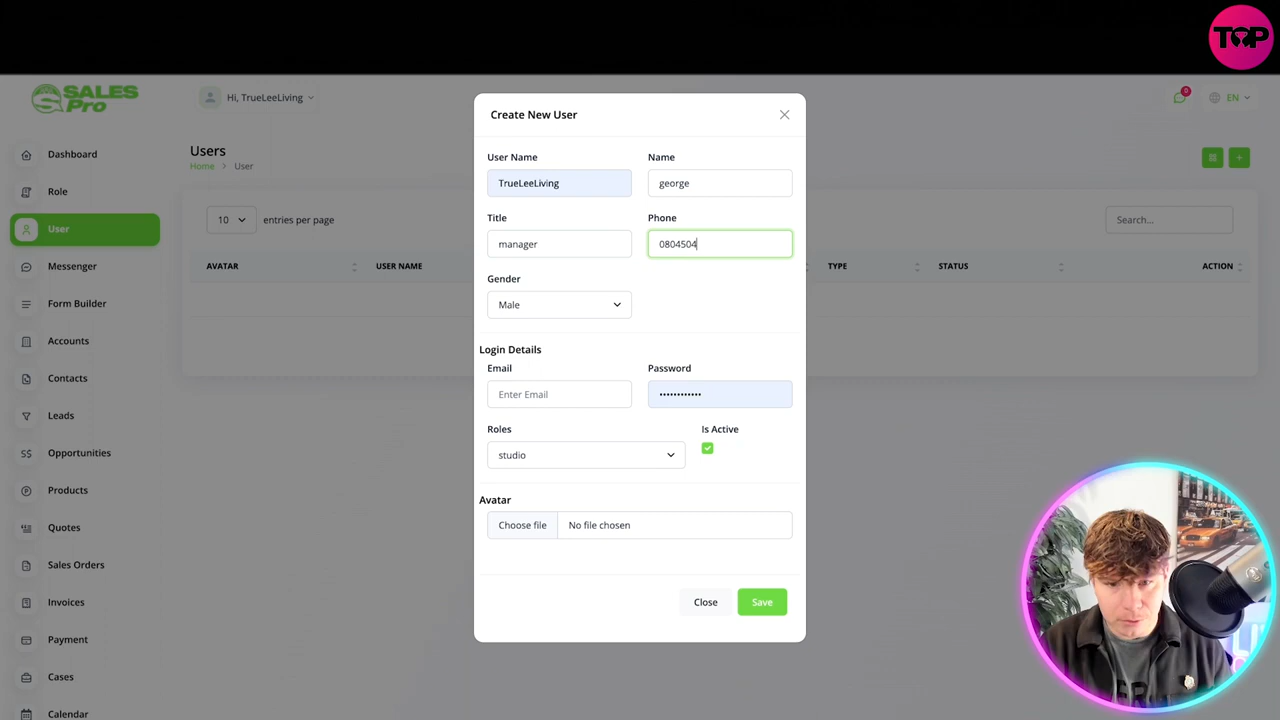 TOP
SALES
Pro
Hi, TrueLeeLiving
0
EN
Dashboard
Role
User
Messenger
Form Builder
Accounts
Contacts
Leads
Opportunities
Products
Quotes
Sales Orders
Invoices
Payment
Cases
Calendar
Users
Home > User
10 entries per page
Search...
AVATAR USER NAME TYPE STATUS ACTION
Create New User
User Name Name
TrueLeeLiving george
Title Phone
manager 0804504
Gender
Male
Login Details
Email Password
Enter Email ••••••••••••
Roles Is Active
studio
Avatar
Choose file No file chosen
Close Save